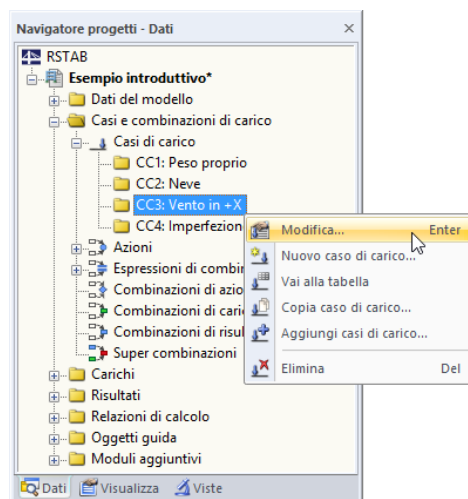 Navigatore progetti - Dati
RSTAB
Esempio introduttivo*
Dati del modello
Casi e combinazioni di carico
Casi di carico
CC1: Peso proprio
CC2: Neve
CC3: Vento in +X
CC4: Imperfezion
Azioni
Espressioni di combin
Combinazioni di azio
Combinazioni di cari
Combinazioni di risul
Super combinazioni
Carichi
Risultati
Relazioni di calcolo
Oggetti guida
Moduli aggiuntivi
Modifica... Enter
Nuovo caso di carico...
Vai alla tabella
Copia caso di carico...
Aggiungi casi di carico...
Elimina Del
Dati Visualizza Viste